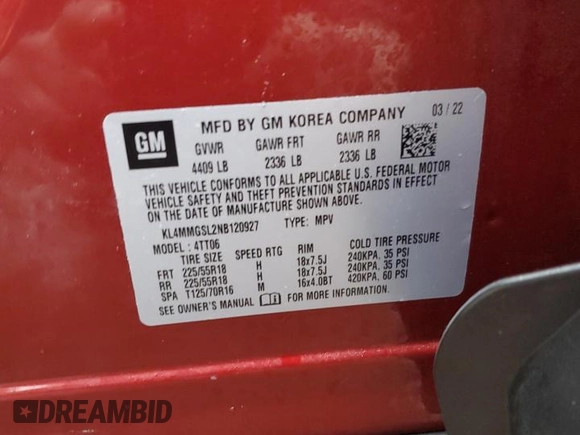 GM
MFD BY GM KOREA COMPANY 03 / 22
GVWR GAWR FRT GAWR RR
4409 LB 2336 LB 2336 LB
THIS VEHICLE CONFORMS TO ALL APPLICABLE U.S. FEDERAL MOTOR
VEHICLE SAFETY AND THEFT PREVENTION STANDARDS IN EFFECT
ON THE DATE OF MANUFACTURE SHOWN ABOVE.
KL4MMGSL2NB120927 TYPE: MPV
MODEL: 4TT06
TIRE SIZE SPEED RTG RIM COLD TIRE PRESSURE
FRT 225/55R18 H 18x7.5J 240KPA, 35 PSI
RR 225/55R18 H 18x7.5J 240KPA, 35 PSI
SPA T125/70R16 M 16x4.0BT 420KPA, 60 PSI
SEE OWNER'S MANUAL FOR MORE INFORMATION.
DREAMBID